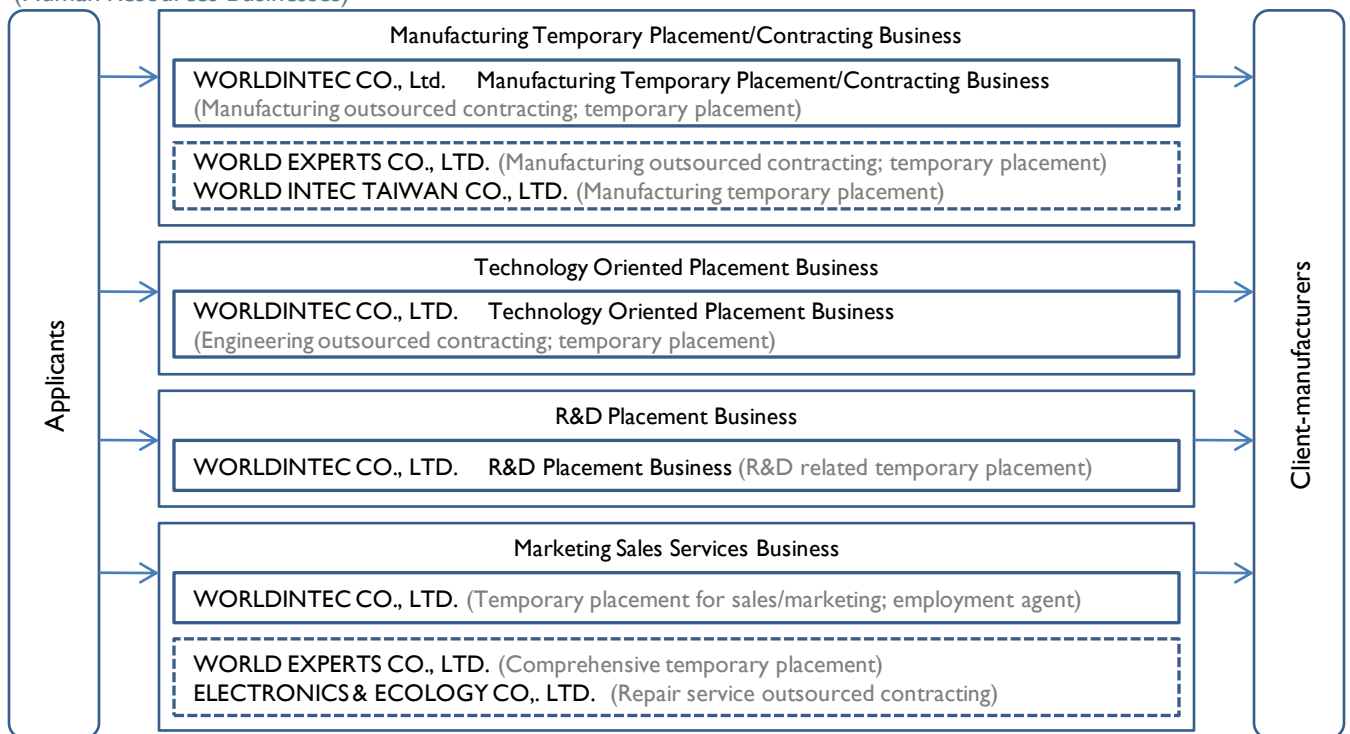 (Human Resources Businesses)
Manufacturing Temporary Placement/Contracting Business
WORLDINTEC CO., Ltd. Manufacturing Temporary Placement/Contracting Business
(Manufacturing outsourced contracting; temporary placement)
WORLD EXPERTS CO., LTD. (Manufacturing outsourced contracting; temporary placement)
WORLD INTEC TAIWAN CO., LTD. (Manufacturing temporary placement)
Technology Oriented Placement Business
WORLDINTEC CO., LTD. Technology Oriented Placement Business
(Engineering outsourced contracting; temporary placement)
Applicants
R&D Placement Business
WORLDINTEC CO., LTD. R&D Placement Business (R&D related temporary placement)
Client-manufacturers
Marketing Sales Services Business
WORLDINTEC CO., LTD. (Temporary placement for sales/marketing; employment agent)
WORLD EXPERTS CO., LTD. (Comprehensive temporary placement)
ELECTRONICS & ECOLOGY CO,. LTD. (Repair service outsourced contracting)